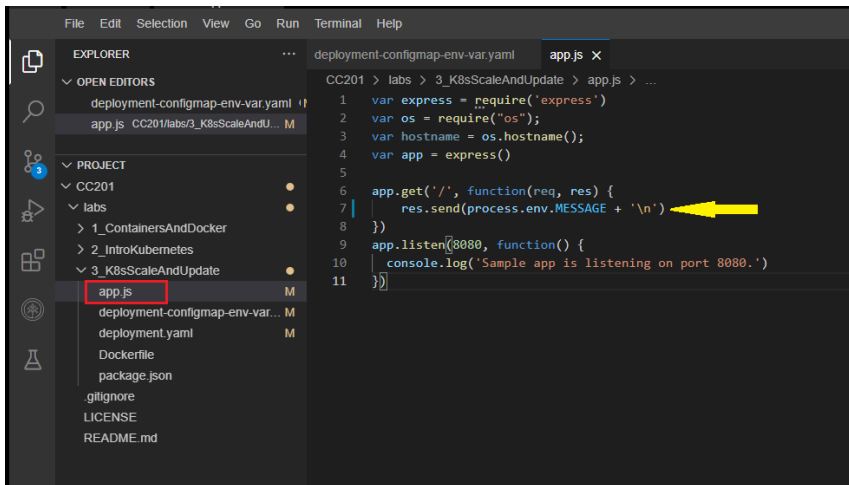 File Edit Selection View Go Run Terminal Help
EXPLORER ...
OPEN EDITORS
deployment-configmap-env-var.yaml
app.js CC201/labs/3_K8sScaleAndU... M
PROJECT
CC201
labs
1_ContainersAndDocker
2_IntroKubernetes
3_K8sScaleAndUpdate
app.js M
deployment-configmap-env-var... M
deployment.yaml M
Dockerfile
package.json
.gitignore
LICENSE
README.md
3
deployment-configmap-env-var.yaml app.js ×
CC201 > labs > 3_K8sScaleAndUpdate > app.js > ...
1 var express = require('express')
2 var os = require("os");
3 var hostname = os.hostname();
4 var app = express()
5
6 app.get('/', function(req, res) {
7 res.send(process.env.MESSAGE + '\n')
8 })
9 app.listen(8080, function() {
10 console.log('Sample app is listening on port 8080.')
11 })